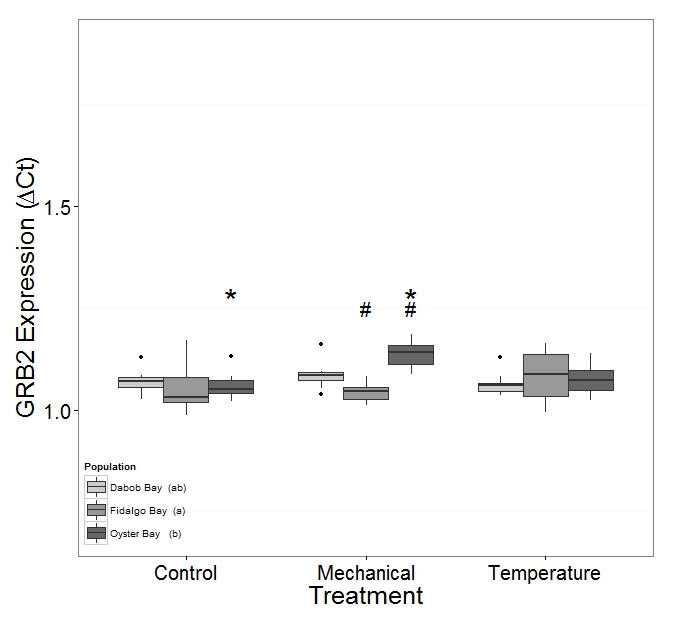 GRB2 Expression (ΔCt)
1.5
1.0
*
#
*
#
Population
Dabob Bay (ab)
Fidalgo Bay (a)
Oyster Bay (b)
Control Mechanical Temperature
Treatment